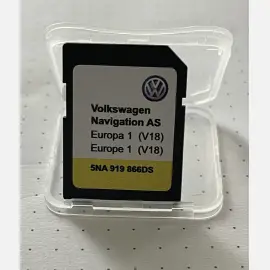 Volkswagen
Navigation AS
Europa 1 (V18)
Europe 1 (V18)
5NA 919 866DS